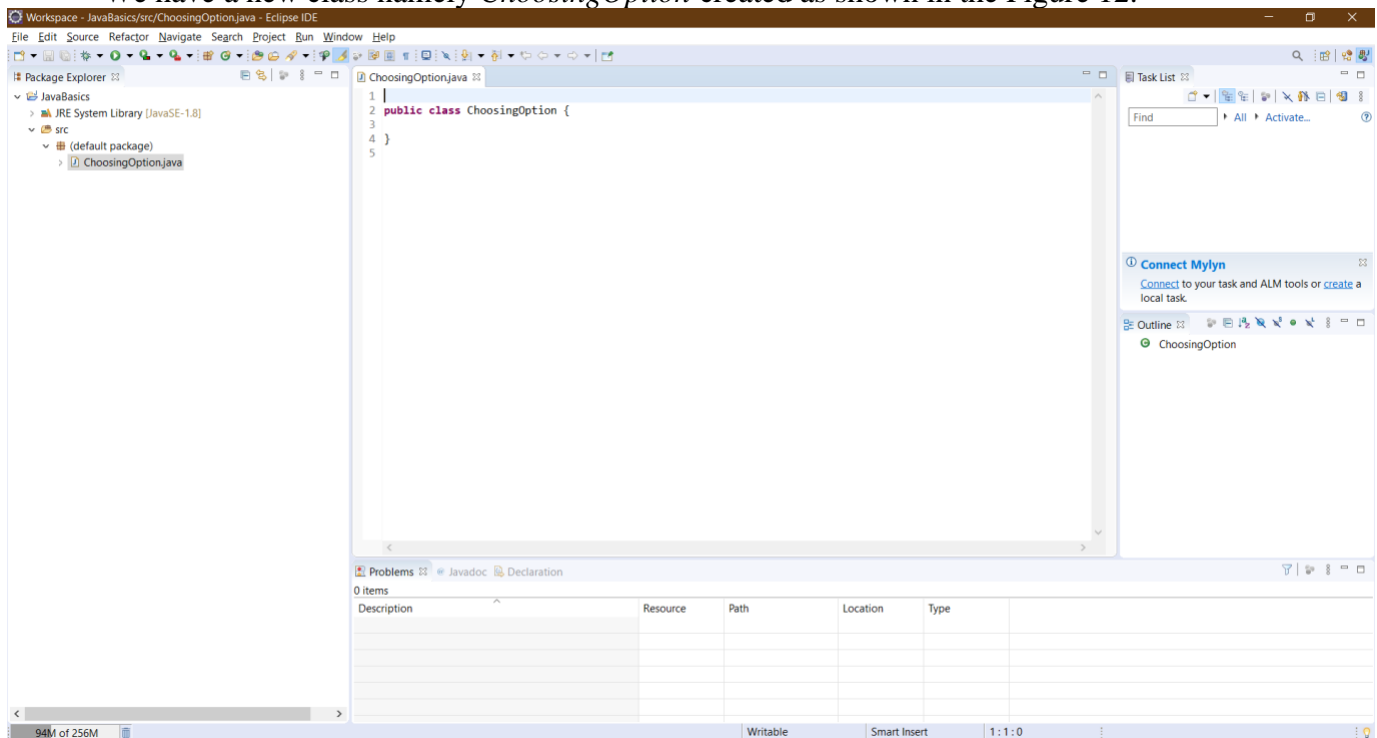 We have a new class namely ChoosingOption created as shown in the Figure 12.
Workspace - JavaBasics/src/ChoosingOption.java - Eclipse IDE
File Edit Source Refactor Navigate Search Project Run Window Help
Package Explorer
JavaBasics
JRE System Library [JavaSE-1.8]
src
(default package)
ChoosingOption.java
ChoosingOption.java
1
2 public class ChoosingOption {
3
4 }
5
Task List
Find All Activate...
Connect Mylyn
Connect to your task and ALM tools or create a
local task.
Outline
ChoosingOption
Problems Javadoc Declaration
0 items
Description Resource Path Location Type
94M of 256M Writable Smart Insert 1 : 1 : 0